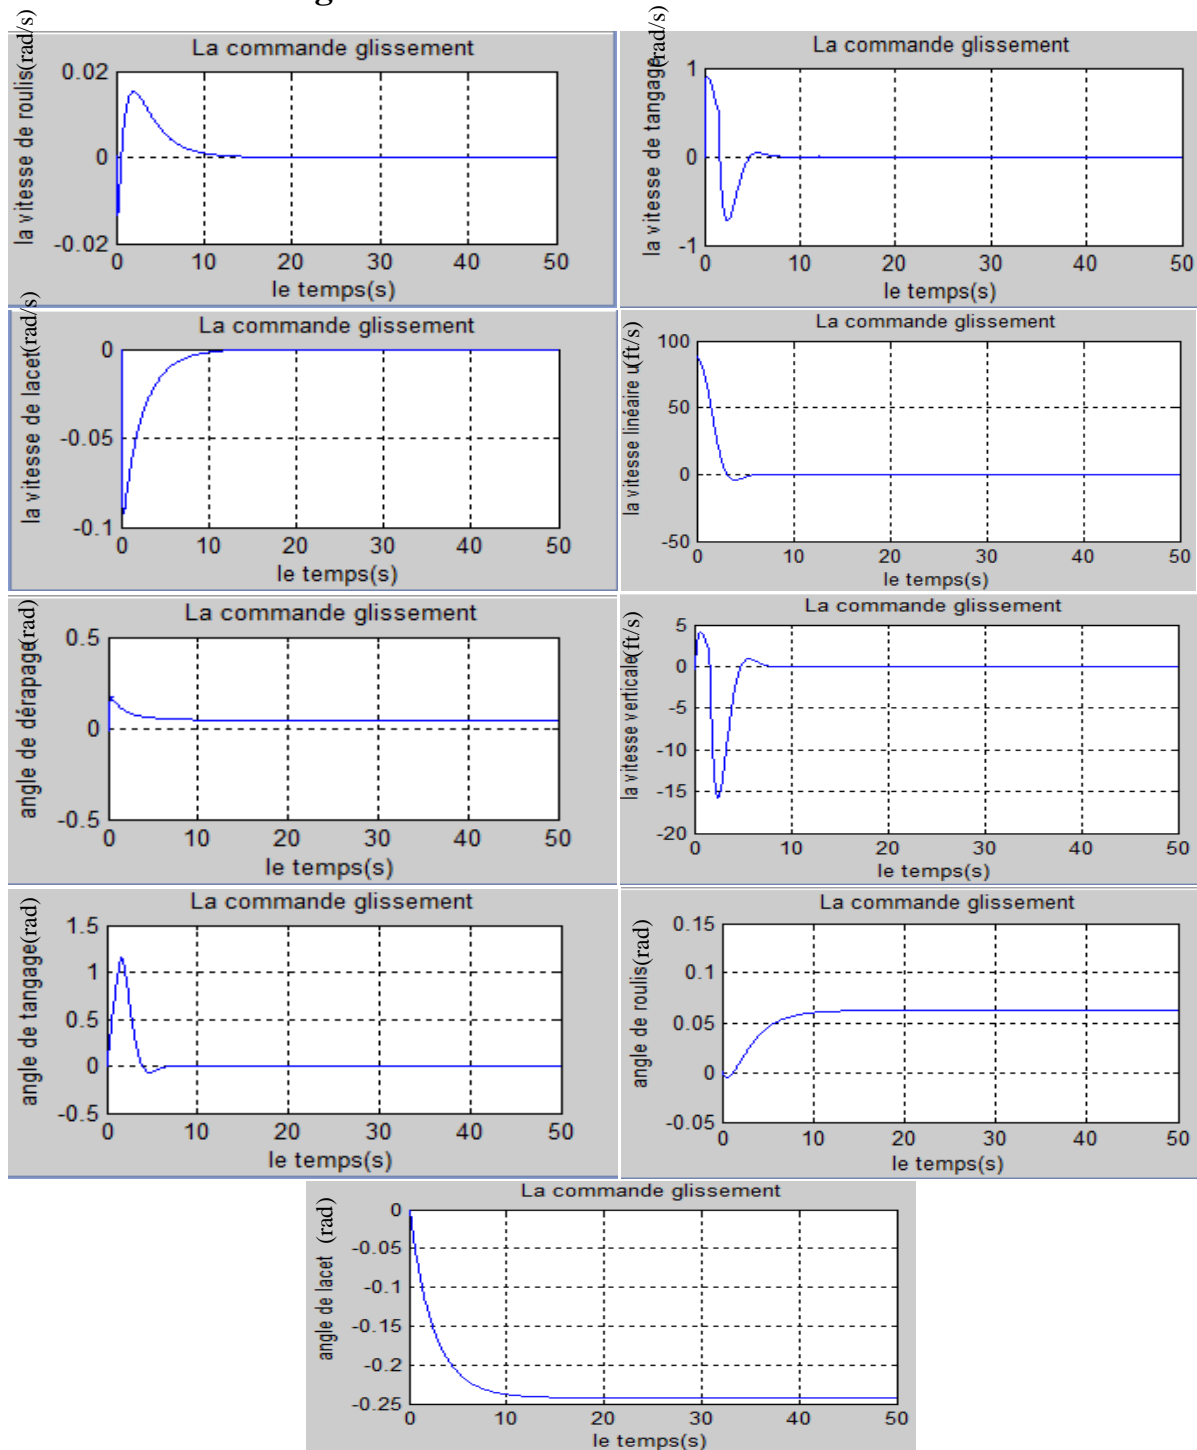 La commande glissement
la vitesse de roulis(rad/s)
0.02
0
-0.02
0 10 20 30 40 50
le temps(s)
La commande glissement
la vitesse de tangage(rad/s)
1
0
-1
0 10 20 30 40 50
le temps(s)
La commande glissement
la vitesse de lacet(rad/s)
0
-0.05
-0.1
0 10 20 30 40 50
le temps(s)
La commande glissement
la vitesse linéaire u(ft/s)
100
50
0
-50
0 10 20 30 40 50
le temps(s)
La commande glissement
angle de dérapage(rad)
0.5
0
-0.5
0 10 20 30 40 50
le temps(s)
La commande glissement
la vitesse verticale(ft/s)
5
0
-5
-10
-15
-20
0 10 20 30 40 50
le temps(s)
La commande glissement
angle de tangage(rad)
1.5
1
0.5
0
-0.5
0 10 20 30 40 50
le temps(s)
La commande glissement
angle de roulis(rad)
0.15
0.1
0.05
0
-0.05
0 10 20 30 40 50
le temps(s)
La commande glissement
angle de lacet (rad)
0
-0.05
-0.1
-0.15
-0.2
-0.25
0 10 20 30 40 50
le temps(s)